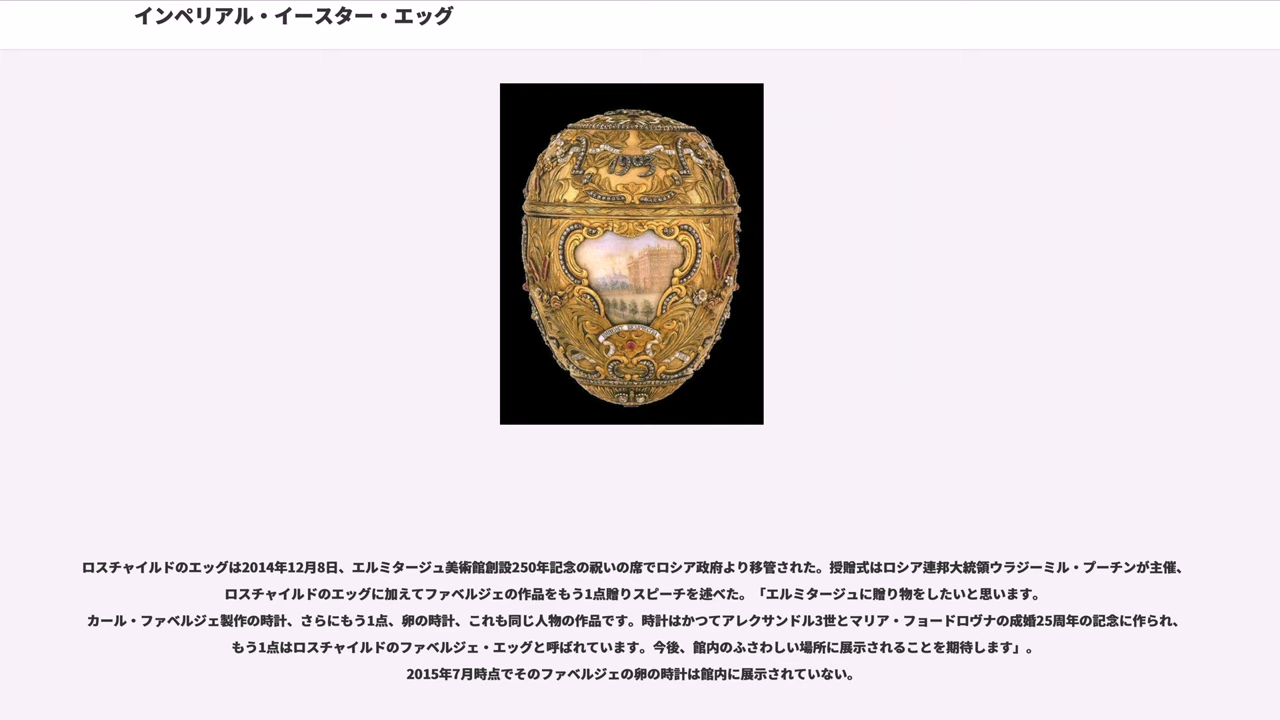 インペリアル・イースター・エッグ
1903
ロスチャイルドのエッグは2014年12月8日、エルミタージュ美術館創設250年記念の祝いの席でロシア政府より移管された。授贈式はロシア連邦大統領ウラジーミル・プーチンが主催、
ロスチャイルドのエッグに加えてファベルジェの作品をもう1点贈りスピーチを述べた。「エルミタージュに贈り物をしたいと思います。
カール・ファベルジェ製作の時計、さらにもう1点、卵の時計、これも同じ人物の作品です。時計はかつてアレクサンドル3世とマリア・フョードロヴナの成婚25周年の記念に作られ、
もう1点はロスチャイルドのファベルジェ・エッグと呼ばれています。今後、館内のふさわしい場所に展示されることを期待します」。
2015年7月時点でそのファベルジェの卵の時計は館内に展示されていない。